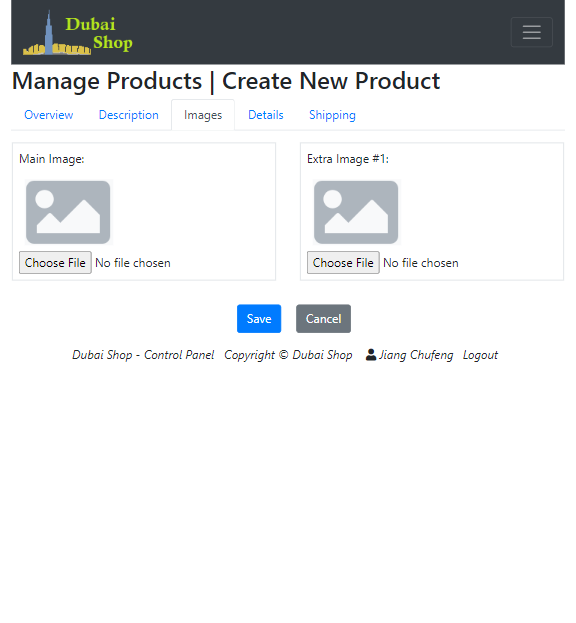 Dubai
Shop
Manage Products | Create New Product
Overview Description Images Details Shipping
Main Image:
Choose File No file chosen
Extra Image #1:
Choose File No file chosen
Save Cancel
Dubai Shop - Control Panel Copyright © Dubai Shop Jiang Chufeng Logout